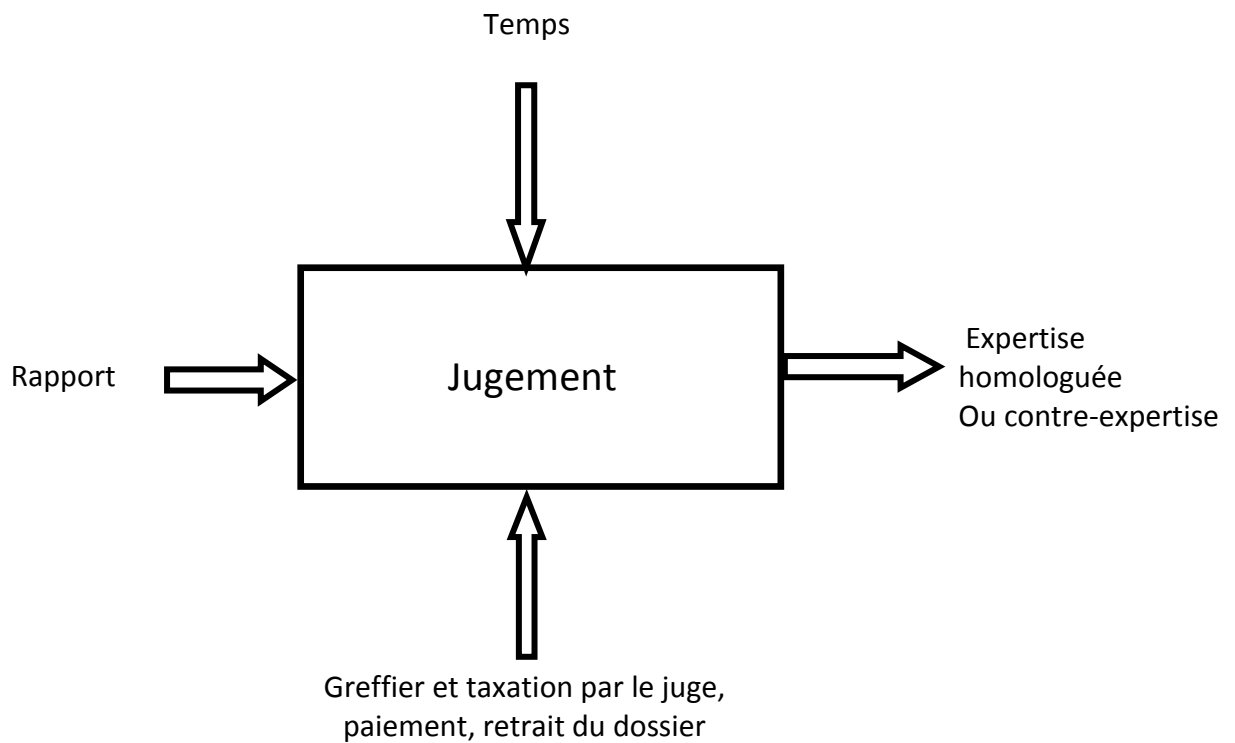 Temps
Rapport
Jugement
Expertise
homologuée
Ou contre-expertise
Greffier et taxation par le juge,
paiement, retrait du dossier